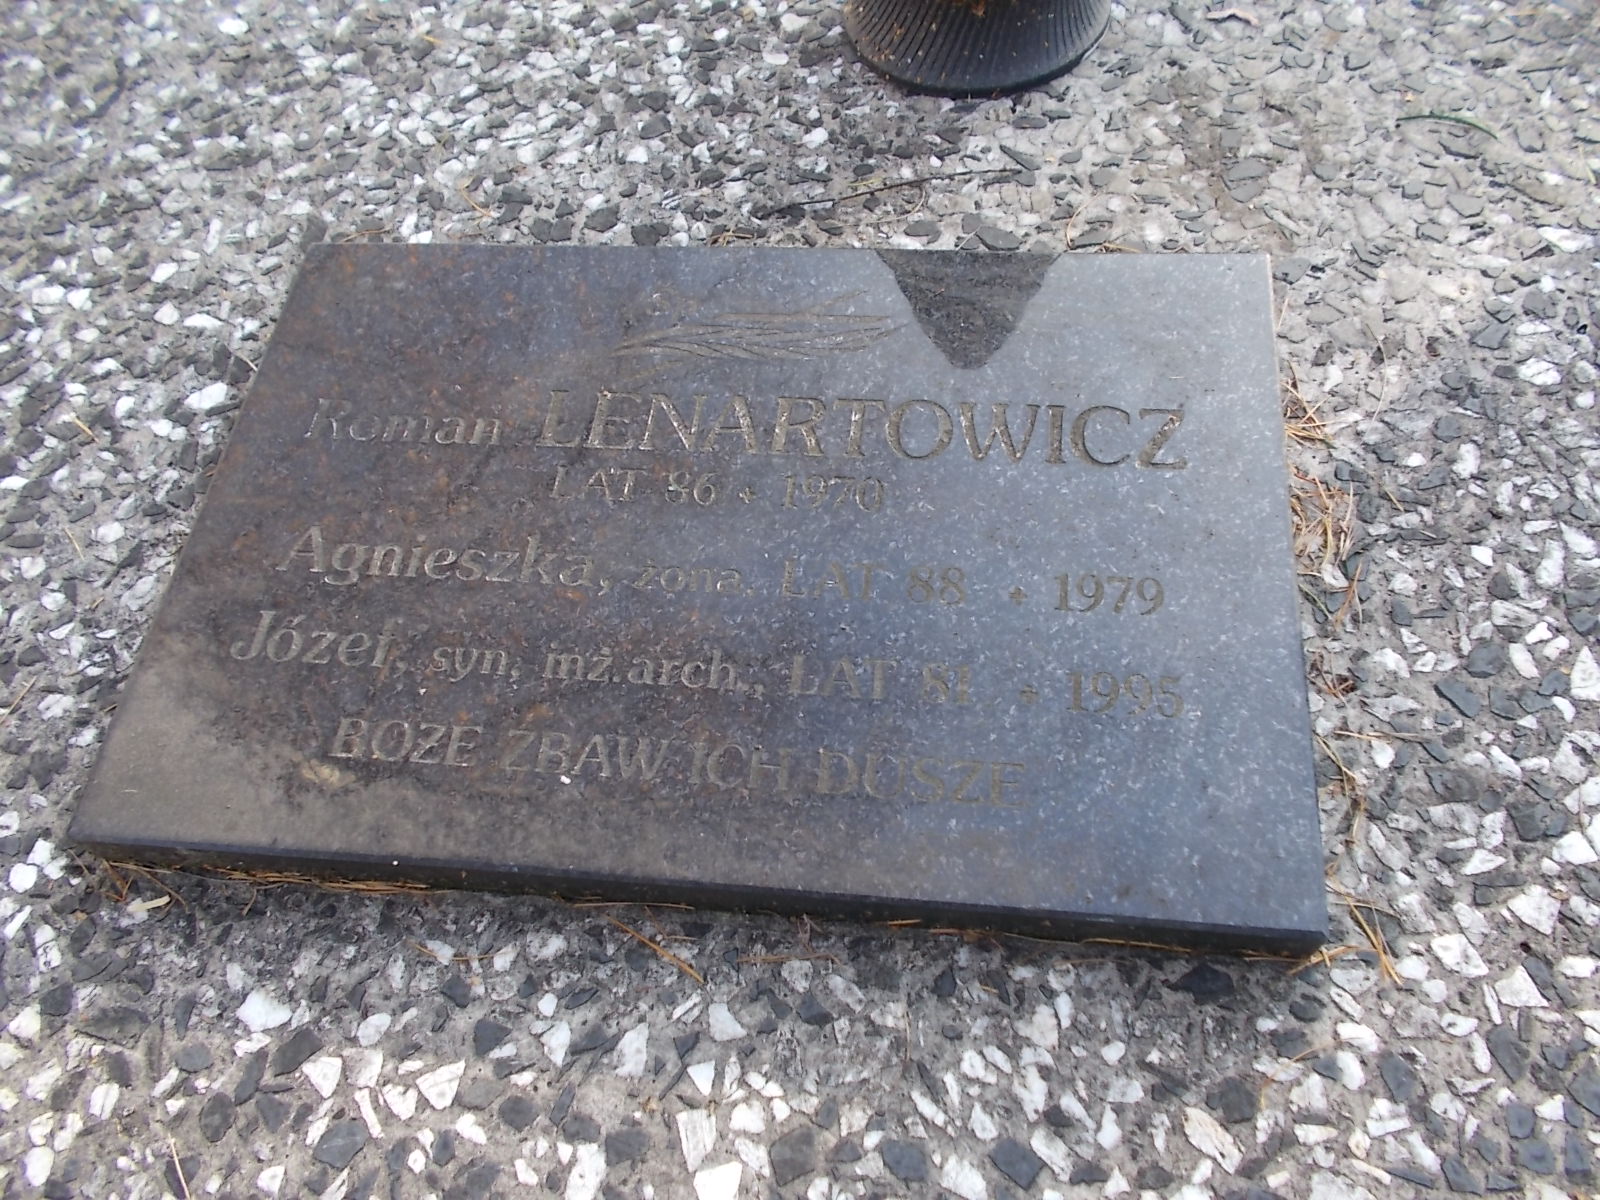 Roman LENARTOWICZ
LAT 86 + 1970
Agnieszka, żona, LAT 88 + 1979
Józef, syn, inż. arch., LAT 81 + 1995
BOŻE ZBAW ICH DUSZE